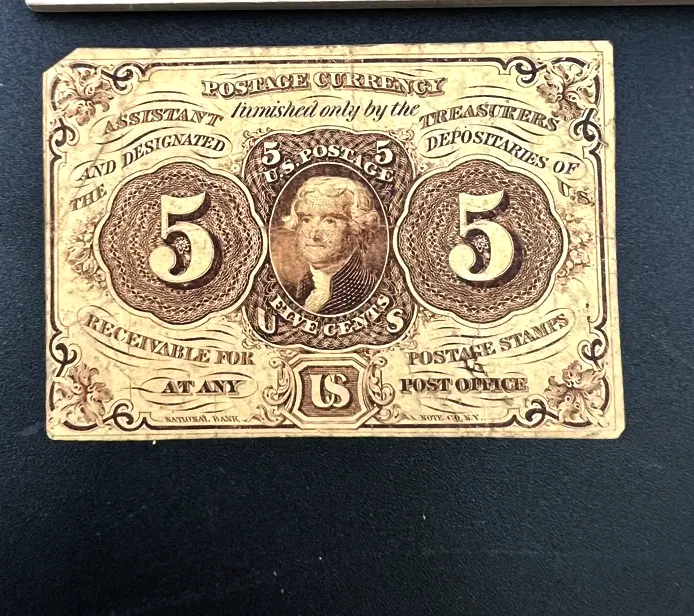 POSTAGE CURRENCY
furnished only by the
ASSISTANT TREASURERS
AND DESIGNATED DEPOSITARIES OF
THE U.S.
5 5
U.S. POSTAGE
5 5
FIVE CENTS
U S
RECEIVABLE FOR POSTAGE STAMPS
AT ANY US POST OFFICE
NATIONAL BANK NOTE CO. N.Y.